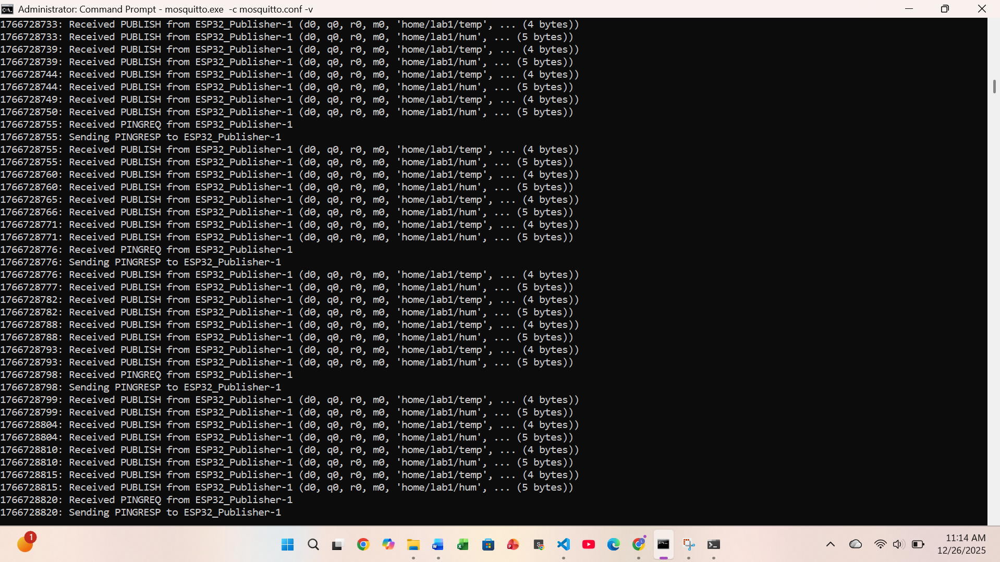 Administrator: Command Prompt - mosquitto.exe  -c mosquitto.conf -v
1766728733: Received PUBLISH from ESP32_Publisher-1 (d0, q0, r0, m0, 'home/lab1/temp', ... (4 bytes))
1766728733: Received PUBLISH from ESP32_Publisher-1 (d0, q0, r0, m0, 'home/lab1/hum', ... (5 bytes))
1766728739: Received PUBLISH from ESP32_Publisher-1 (d0, q0, r0, m0, 'home/lab1/temp', ... (4 bytes))
1766728739: Received PUBLISH from ESP32_Publisher-1 (d0, q0, r0, m0, 'home/lab1/hum', ... (5 bytes))
1766728744: Received PUBLISH from ESP32_Publisher-1 (d0, q0, r0, m0, 'home/lab1/temp', ... (4 bytes))
1766728744: Received PUBLISH from ESP32_Publisher-1 (d0, q0, r0, m0, 'home/lab1/hum', ... (5 bytes))
1766728749: Received PUBLISH from ESP32_Publisher-1 (d0, q0, r0, m0, 'home/lab1/temp', ... (4 bytes))
1766728750: Received PUBLISH from ESP32_Publisher-1 (d0, q0, r0, m0, 'home/lab1/hum', ... (5 bytes))
1766728755: Received PINGREQ from ESP32_Publisher-1
1766728755: Sending PINGRESP to ESP32_Publisher-1
1766728755: Received PUBLISH from ESP32_Publisher-1 (d0, q0, r0, m0, 'home/lab1/temp', ... (4 bytes))
1766728755: Received PUBLISH from ESP32_Publisher-1 (d0, q0, r0, m0, 'home/lab1/hum', ... (5 bytes))
1766728760: Received PUBLISH from ESP32_Publisher-1 (d0, q0, r0, m0, 'home/lab1/temp', ... (4 bytes))
1766728760: Received PUBLISH from ESP32_Publisher-1 (d0, q0, r0, m0, 'home/lab1/hum', ... (5 bytes))
1766728765: Received PUBLISH from ESP32_Publisher-1 (d0, q0, r0, m0, 'home/lab1/temp', ... (4 bytes))
1766728766: Received PUBLISH from ESP32_Publisher-1 (d0, q0, r0, m0, 'home/lab1/hum', ... (5 bytes))
1766728771: Received PUBLISH from ESP32_Publisher-1 (d0, q0, r0, m0, 'home/lab1/temp', ... (4 bytes))
1766728771: Received PUBLISH from ESP32_Publisher-1 (d0, q0, r0, m0, 'home/lab1/hum', ... (5 bytes))
1766728776: Received PINGREQ from ESP32_Publisher-1
1766728776: Sending PINGRESP to ESP32_Publisher-1
1766728776: Received PUBLISH from ESP32_Publisher-1 (d0, q0, r0, m0, 'home/lab1/temp', ... (4 bytes))
1766728777: Received PUBLISH from ESP32_Publisher-1 (d0, q0, r0, m0, 'home/lab1/hum', ... (5 bytes))
1766728782: Received PUBLISH from ESP32_Publisher-1 (d0, q0, r0, m0, 'home/lab1/temp', ... (4 bytes))
1766728782: Received PUBLISH from ESP32_Publisher-1 (d0, q0, r0, m0, 'home/lab1/hum', ... (5 bytes))
1766728788: Received PUBLISH from ESP32_Publisher-1 (d0, q0, r0, m0, 'home/lab1/temp', ... (4 bytes))
1766728788: Received PUBLISH from ESP32_Publisher-1 (d0, q0, r0, m0, 'home/lab1/hum', ... (5 bytes))
1766728793: Received PUBLISH from ESP32_Publisher-1 (d0, q0, r0, m0, 'home/lab1/temp', ... (4 bytes))
1766728793: Received PUBLISH from ESP32_Publisher-1 (d0, q0, r0, m0, 'home/lab1/hum', ... (5 bytes))
1766728798: Received PINGREQ from ESP32_Publisher-1
1766728798: Sending PINGRESP to ESP32_Publisher-1
1766728799: Received PUBLISH from ESP32_Publisher-1 (d0, q0, r0, m0, 'home/lab1/temp', ... (4 bytes))
1766728799: Received PUBLISH from ESP32_Publisher-1 (d0, q0, r0, m0, 'home/lab1/hum', ... (5 bytes))
1766728804: Received PUBLISH from ESP32_Publisher-1 (d0, q0, r0, m0, 'home/lab1/temp', ... (4 bytes))
1766728804: Received PUBLISH from ESP32_Publisher-1 (d0, q0, r0, m0, 'home/lab1/hum', ... (5 bytes))
1766728810: Received PUBLISH from ESP32_Publisher-1 (d0, q0, r0, m0, 'home/lab1/temp', ... (4 bytes))
1766728810: Received PUBLISH from ESP32_Publisher-1 (d0, q0, r0, m0, 'home/lab1/hum', ... (5 bytes))
1766728815: Received PUBLISH from ESP32_Publisher-1 (d0, q0, r0, m0, 'home/lab1/temp', ... (4 bytes))
1766728815: Received PUBLISH from ESP32_Publisher-1 (d0, q0, r0, m0, 'home/lab1/hum', ... (5 bytes))
1766728820: Received PINGREQ from ESP32_Publisher-1
1766728820: Sending PINGRESP to ESP32_Publisher-1
1
11:14 AM
12/26/2025